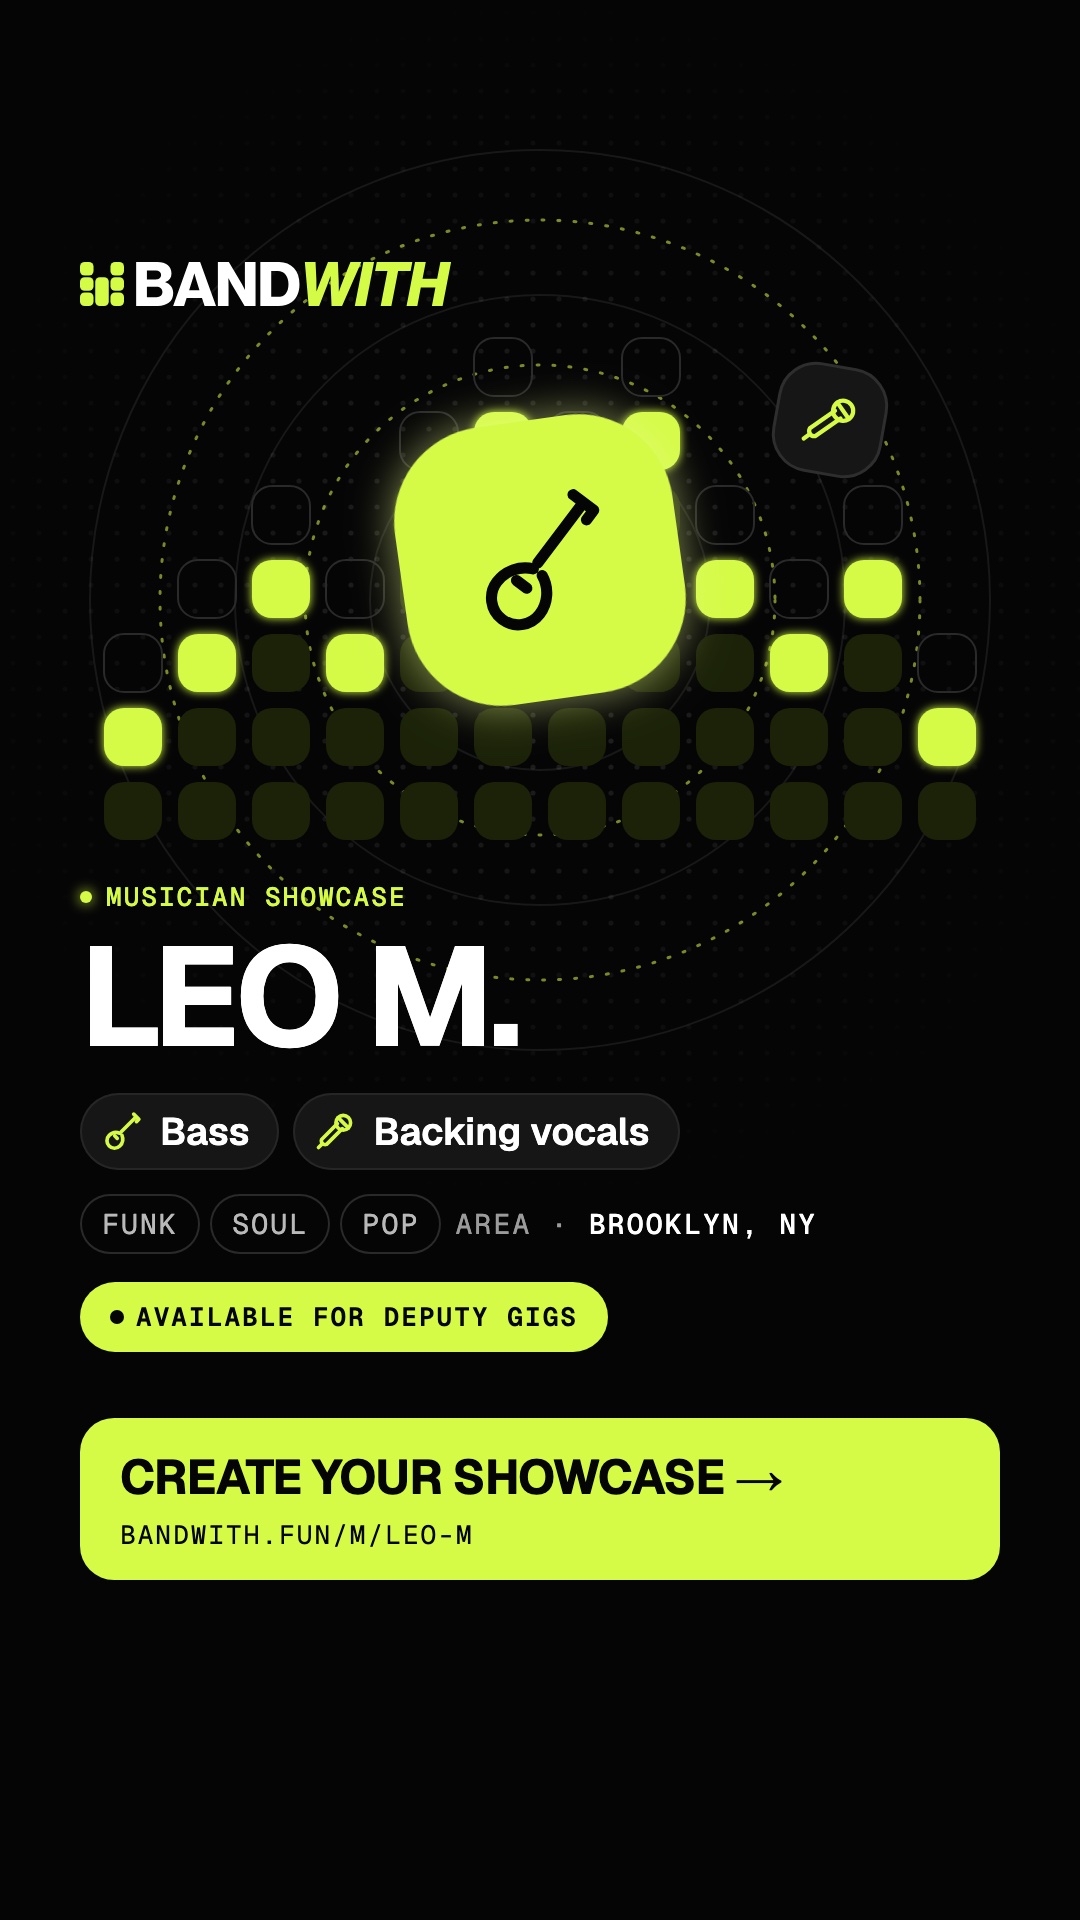 BANDWITH
MUSICIAN SHOWCASE
LEO M.
Bass Backing vocals
FUNK SOUL POP AREA · BROOKLYN, NY
AVAILABLE FOR DEPUTY GIGS
CREATE YOUR SHOWCASE →
BANDWITH.FUN/M/LEO-M